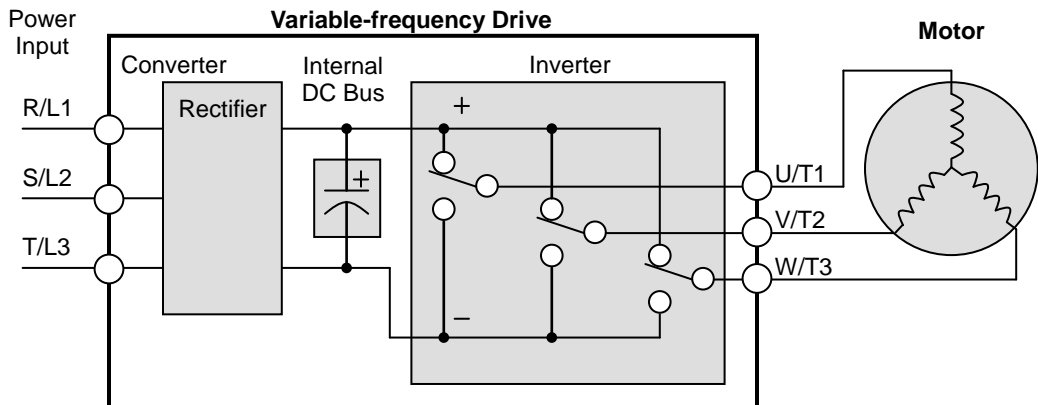 Power
Input
Variable-frequency Drive
Motor
Converter
Internal
DC Bus
Inverter
Rectifier
R/L1
S/L2
T/L3
+
+
–
U/T1
V/T2
W/T3